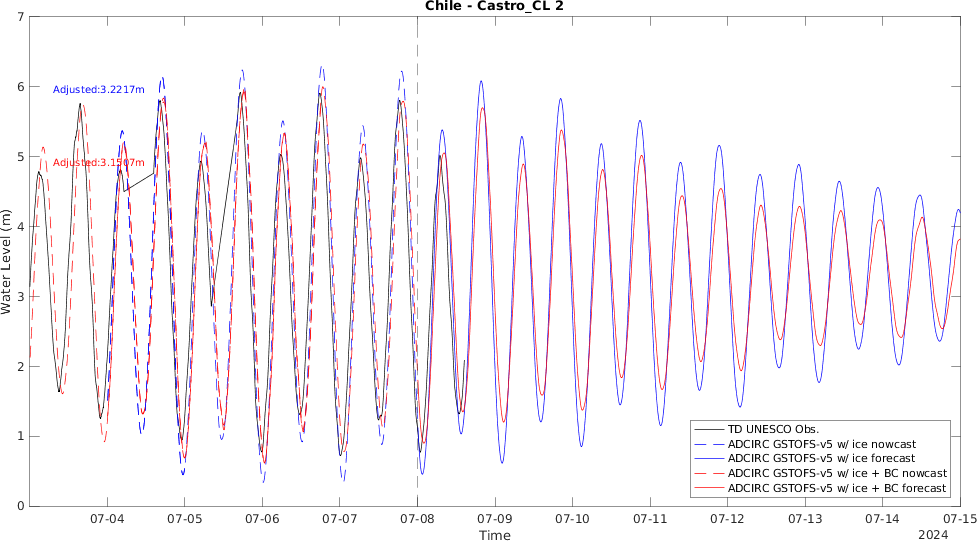 Chile - Castro_CL 2
Water Level (m)
7
6
5
4
3
2
1
0
Adjusted:3.2217m
Adjusted:3.1507m
TD UNESCO Obs.
ADCIRC GSTOFS-v5 w/ ice nowcast
ADCIRC GSTOFS-v5 w/ ice forecast
ADCIRC GSTOFS-v5 w/ ice + BC nowcast
ADCIRC GSTOFS-v5 w/ ice + BC forecast
07-04 07-05 07-06 07-07 07-08 07-09 07-10 07-11 07-12 07-13 07-14 07-15
Time
2024